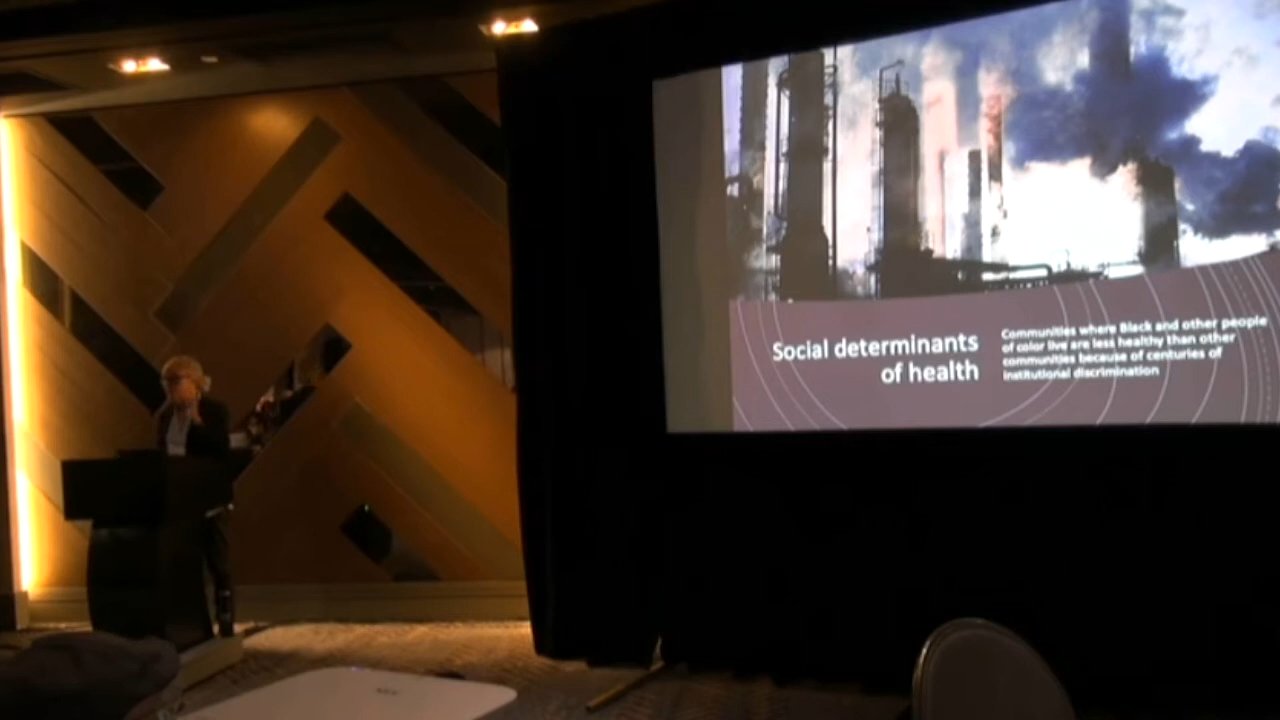 Social determinants
of health
Communities where Black and other people
of color live are less healthy than other
communities because of centuries of
institutional discrimination